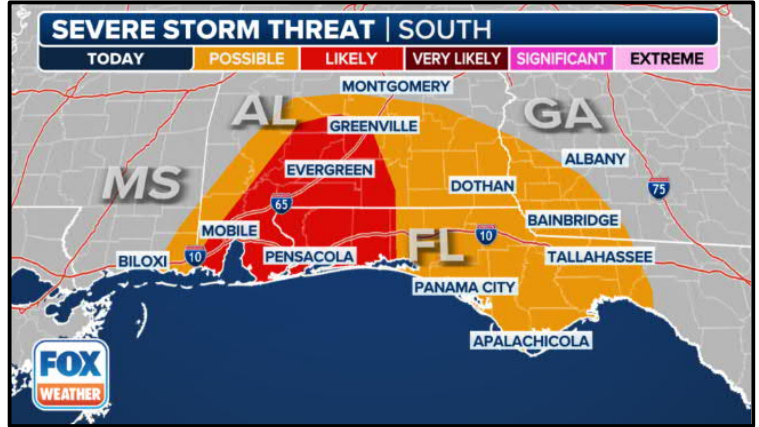 SEVERE STORM THREAT | SOUTH
TODAY POSSIBLE LIKELY VERY LIKELY SIGNIFICANT EXTREME
MONTGOMERY
AL
GREENVILLE
GA
EVERGREEN
ALBANY
MS
DOTHAN
75
65
BAINBRIDGE
MOBILE
FL
10
BILOXI
10
PENSACOLA
TALLAHASSEE
PANAMA CITY
APALACHICOLA
FOX
WEATHER